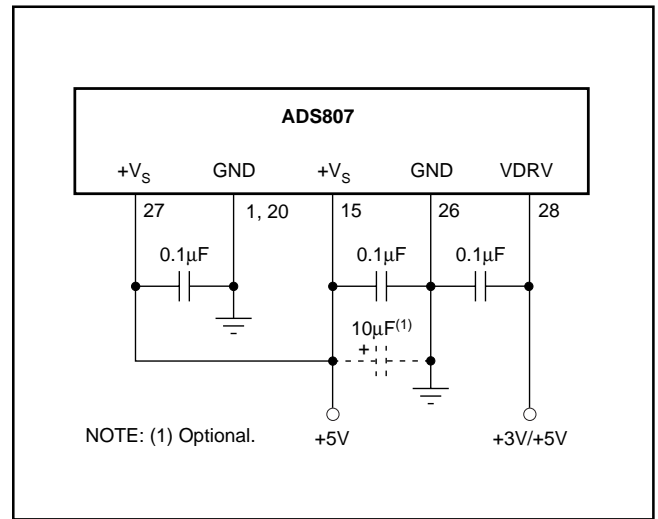 ADS807
+VS GND +VS GND VDRV
27 1, 20 15 26 28
0.1µF 0.1µF 0.1µF
10µF(1)
+
NOTE: (1) Optional. +5V +3V/+5V